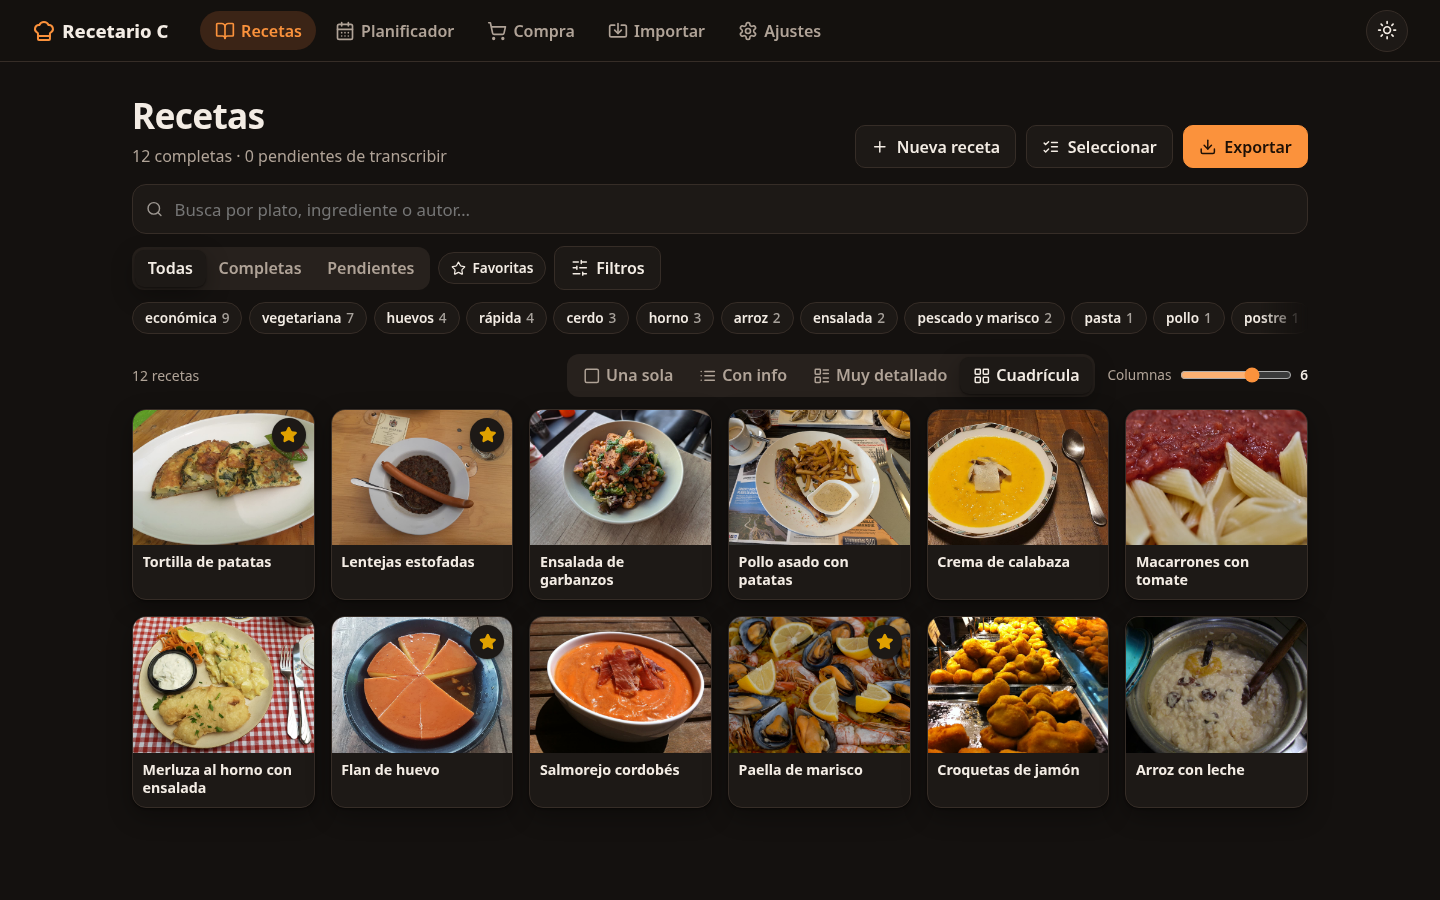 Recetario C
Recetas
Planificador
Compra
Importar
Ajustes
Recetas
12 completas · 0 pendientes de transcribir
Nueva receta
Seleccionar
Exportar
Busca por plato, ingrediente o autor...
Todas
Completas
Pendientes
Favoritas
Filtros
económica 9
vegetariana 7
huevos 4
rápida 4
cerdo 3
horno 3
arroz 2
ensalada 2
pescado y marisco 2
pasta 1
pollo 1
postre 1
12 recetas
Una sola
Con info
Muy detallado
Cuadrícula
Columnas
6
Tortilla de patatas
Lentejas estofadas
Ensalada de
garbanzos
Pollo asado con
patatas
Crema de calabaza
Macarrones con
tomate
Merluza al horno con
ensalada
Flan de huevo
Salmorejo cordobés
Paella de marisco
Croquetas de jamón
Arroz con leche